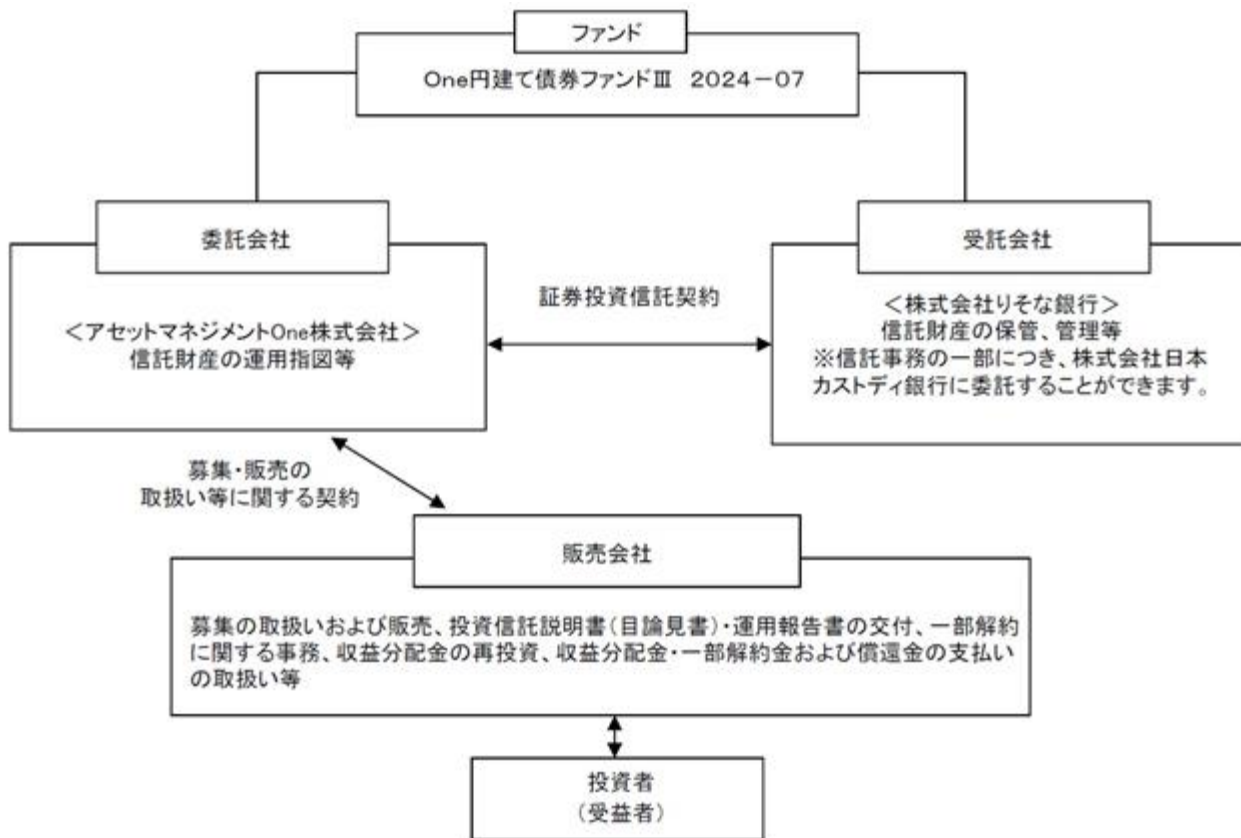 ファンド
One円建て債券ファンドⅢ 2024－07
委託会社
＜アセットマネジメントOne株式会社＞
信託財産の運用指図等
証券投資信託契約
受託会社
＜株式会社りそな銀行＞
信託財産の保管、管理等
※信託事務の一部につき、株式会社日本
カストディ銀行に委託することができます。
募集・販売の
取扱い等に関する契約
販売会社
募集の取扱いおよび販売、投資信託説明書（目論見書）・運用報告書の交付、一部解約
に関する事務、収益分配金の再投資、収益分配金・一部解約金および償還金の支払い
の取扱い等
投資者
（受益者）